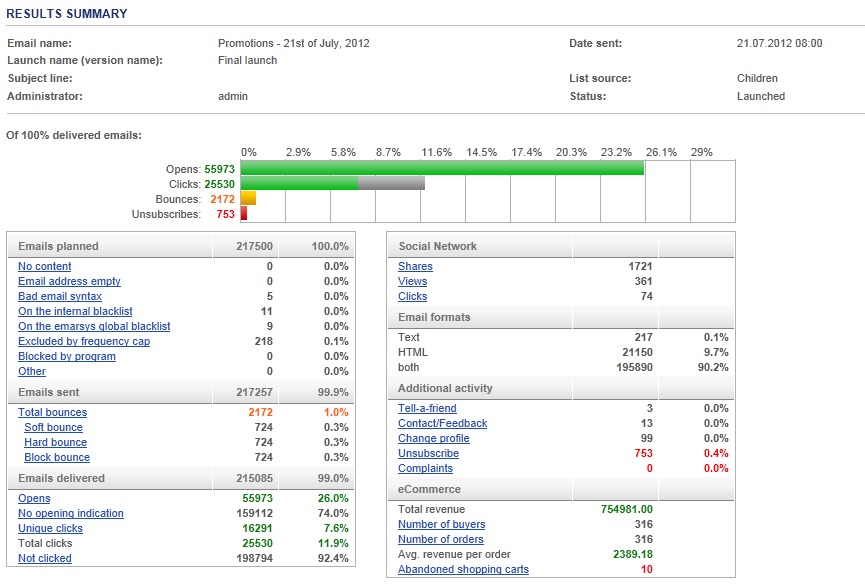 RESULTS SUMMARY
Email name: Promotions - 21st of July, 2012 Date sent: 21.07.2012 08:00
Launch name (version name): Final launch
Subject line: List source: Children
Administrator: admin Status: Launched
Of 100% delivered emails:
0% 2.9% 5.8% 8.7% 11.6% 14.5% 17.4% 20.3% 23.2% 26.1% 29%
Opens: 55973
Clicks: 25530
Bounces: 2172
Unsubscribes: 753
Emails planned 217500 100.0%
No content 0 0.0%
Email address empty 0 0.0%
Bad email syntax 5 0.0%
On the internal blacklist 11 0.0%
On the emarsys global blacklist 9 0.0%
Excluded by frequency cap 218 0.1%
Blocked by program 0 0.0%
Other 0 0.0%
Emails sent 217257 99.9%
Total bounces 2172 1.0%
Soft bounce 724 0.3%
Hard bounce 724 0.3%
Block bounce 724 0.3%
Emails delivered 215085 99.0%
Opens 55973 26.0%
No opening indication 159112 74.0%
Unique clicks 16291 7.6%
Total clicks 25530 11.9%
Not clicked 198794 92.4%
Social Network
Shares 1721
Views 361
Clicks 74
Email formats
Text 217 0.1%
HTML 21150 9.7%
both 195890 90.2%
Additional activity
Tell-a-friend 3 0.0%
Contact/Feedback 13 0.0%
Change profile 99 0.0%
Unsubscribe 753 0.4%
Complaints 0 0.0%
eCommerce
Total revenue 754981.00
Number of buyers 316
Number of orders 316
Avg. revenue per order 2389.18
Abandoned shopping carts 10